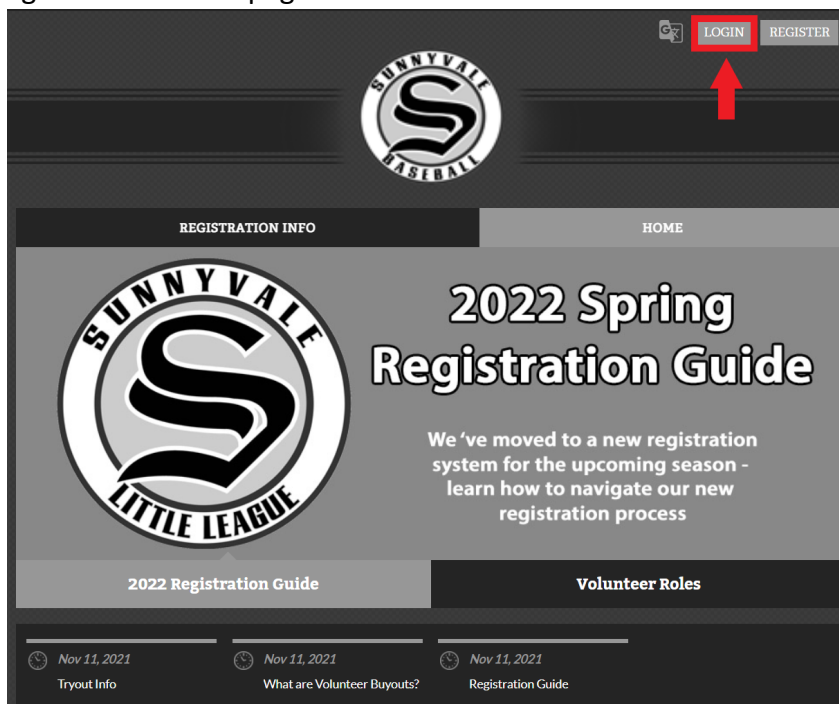 LOGIN REGISTER
SUNNYVALE
S
BASEBALL
REGISTRATION INFO HOME
SUNNYVALE
S
LITTLE LEAGUE
2022 Spring
Registration Guide
We 've moved to a new registration
system for the upcoming season -
learn how to navigate our new
registration process
2022 Registration Guide Volunteer Roles
Nov 11, 2021 Nov 11, 2021 Nov 11, 2021
Tryout Info What are Volunteer Buyouts? Registration Guide